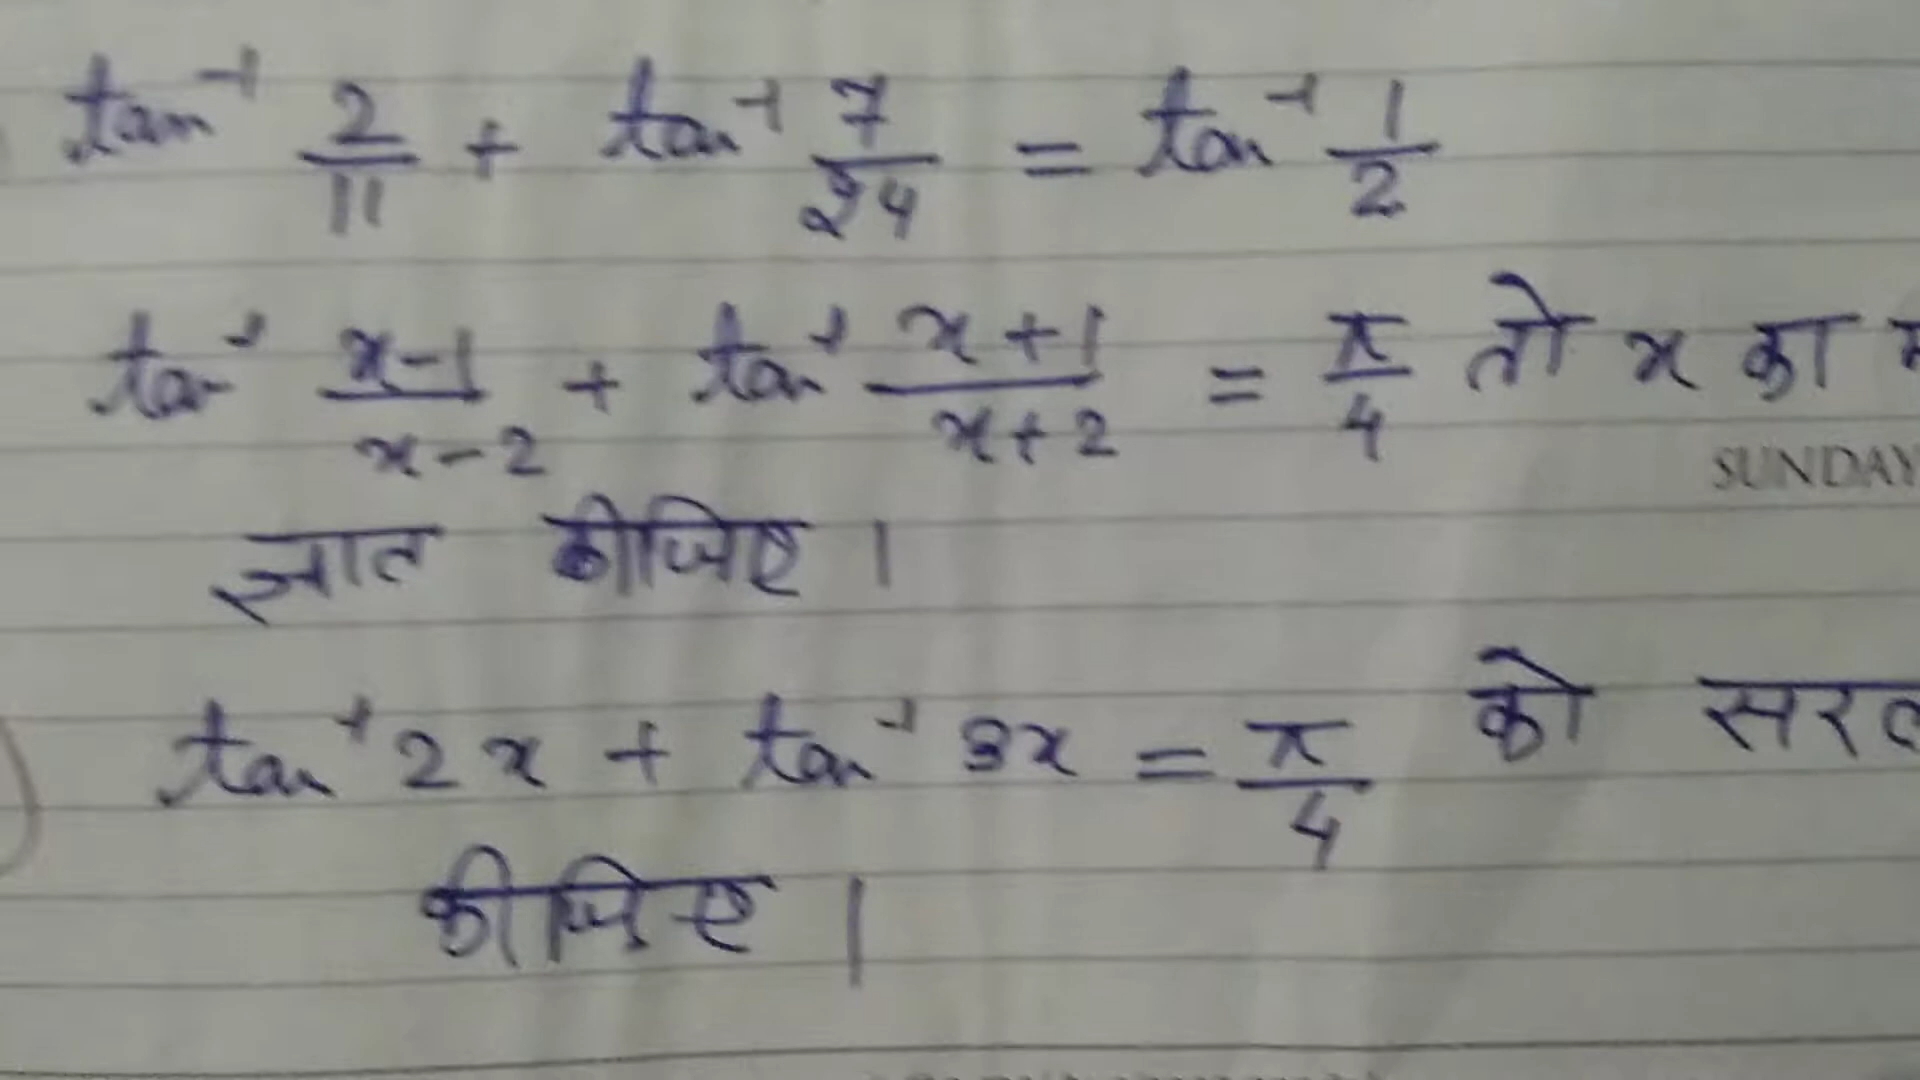 tan⁻¹ 2/11 + tan⁻¹ 7/24 = tan⁻¹ 1/2
tan⁻¹ x-1/x-2 + tan⁻¹ x+1/x+2 = π/4 तो x का
SUNDAY
ज्ञात कीजिए ।
tan⁻¹ 2x + tan⁻¹ 3x = π/4 को सरल
कीजिए ।